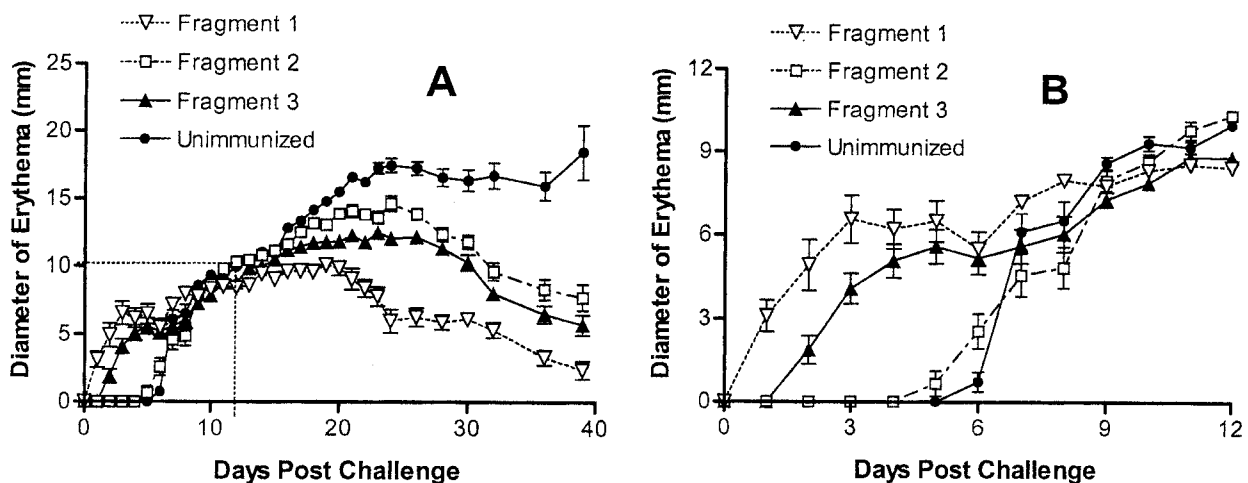 Fragment 1
Fragment 2
Fragment 3
Unimmunized
A
Diameter of Erythema (mm)
25
20
15
10
5
0
0 10 20 30 40
Days Post Challenge
Fragment 1
Fragment 2
Fragment 3
Unimmunized
B
Diameter of Erythema (mm)
12
9
6
3
0
0 3 6 9 12
Days Post Challenge